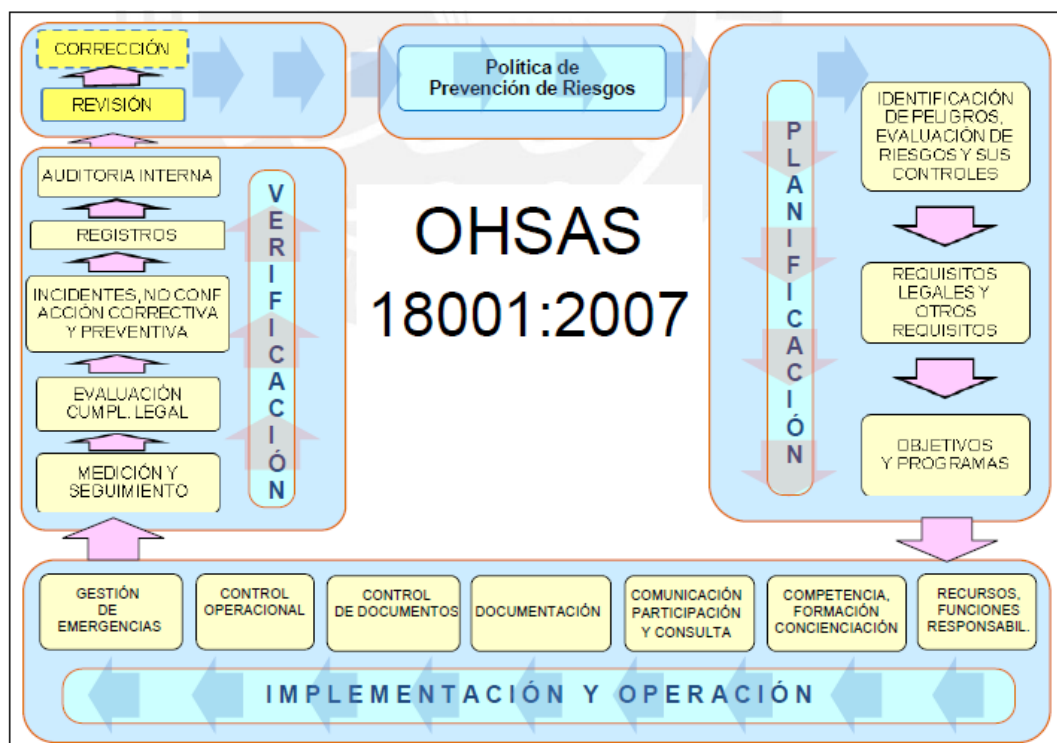 CORRECCIÓN
REVISIÓN
Política de
Prevención de Riesgos
PLANIFICACIÓN
IDENTIFICACIÓN
DE PELIGROS,
EVALUACIÓN DE
RIESGOS Y SUS
CONTROLES
REQUISITOS
LEGALES Y
OTROS
REQUISITOS
OBJETIVOS
Y PROGRAMAS
AUDITORIA INTERNA
REGISTROS
INCIDENTES, NO CONF
ACCIÓN CORRECTIVA
Y PREVENTIVA
EVALUACIÓN
CUMPL. LEGAL
MEDICIÓN Y
SEGUIMIENTO
VERIFICACIÓN
OHSAS
18001:2007
GESTIÓN
DE
EMERGENCIAS
CONTROL
OPERACIONAL
CONTROL
DE DOCUMENTOS
DOCUMENTACIÓN
COMUNICACIÓN
PARTICIPACIÓN
Y CONSULTA
COMPETENCIA,
FORMACIÓN
CONCIENCIACIÓN
RECURSOS,
FUNCIONES
RESPONSABIL.
IMPLEMENTACIÓN Y OPERACIÓN